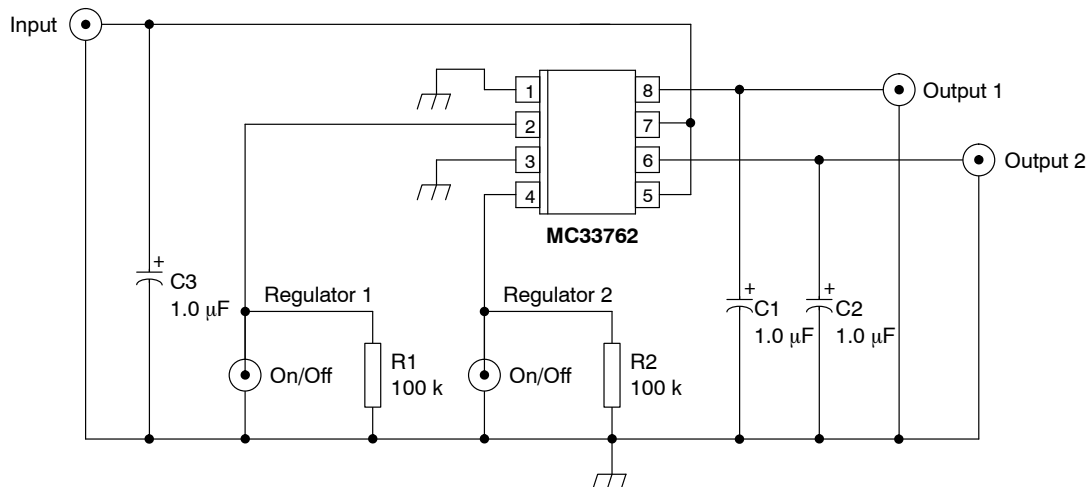 Input
1
8
Output 1
2
7
3
6
Output 2
4
5
MC33762
+
C3
1.0 μF
Regulator 1
Regulator 2
+
C1
1.0 μF
+
C2
1.0 μF
On/Off
R1
100 k
On/Off
R2
100 k